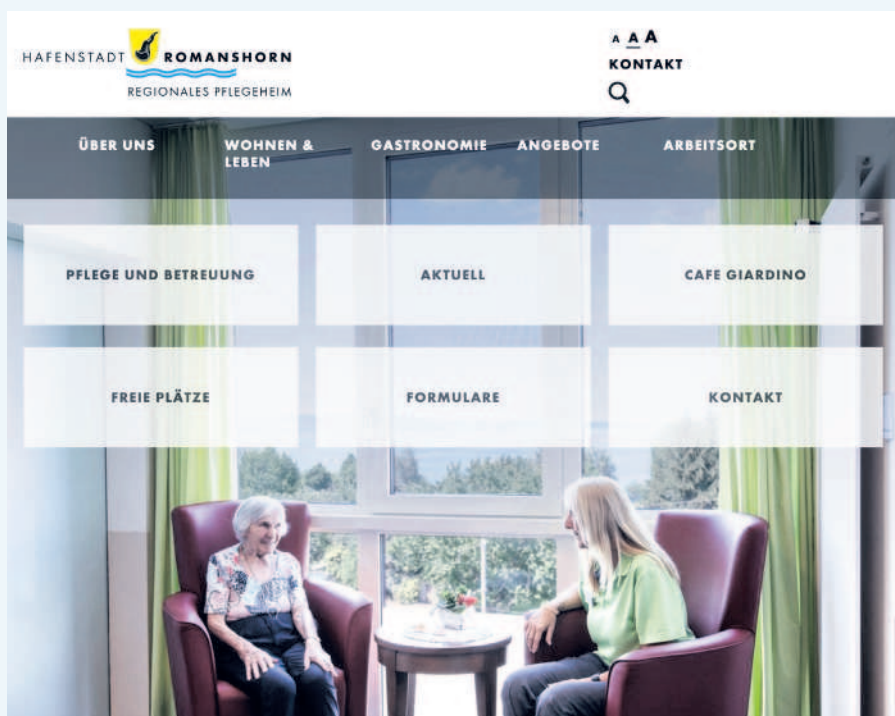 HAFENSTADT ROMANSHORN
REGIONALES PFLEGEHEIM
A A A
KONTAKT
ÜBER UNS
WOHNEN &
LEBEN
GASTRONOMIE
ANGEBOTE
ARBEITSORT
PFLEGE UND BETREUUNG
AKTUELL
CAFE GIARDINO
FREIE PLÄTZE
FORMULARE
KONTAKT